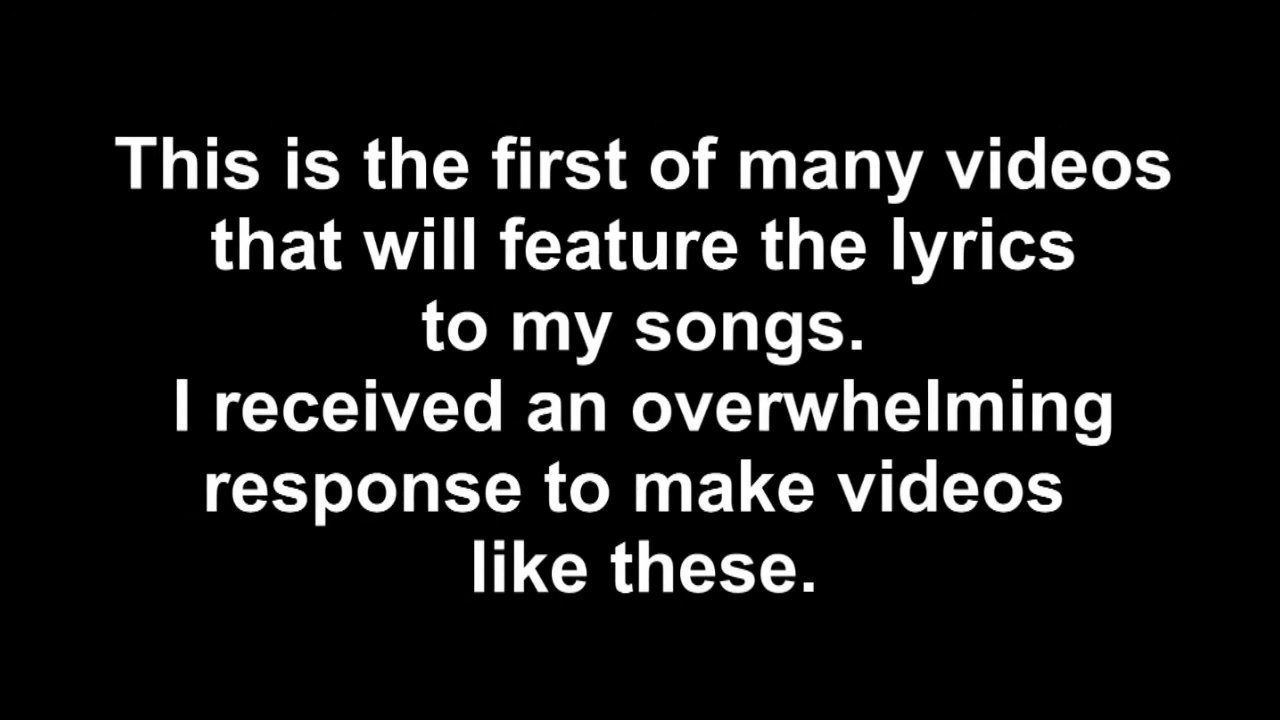 This is the first of many videos
that will feature the lyrics
to my songs.
I received an overwhelming
response to make videos
like these.